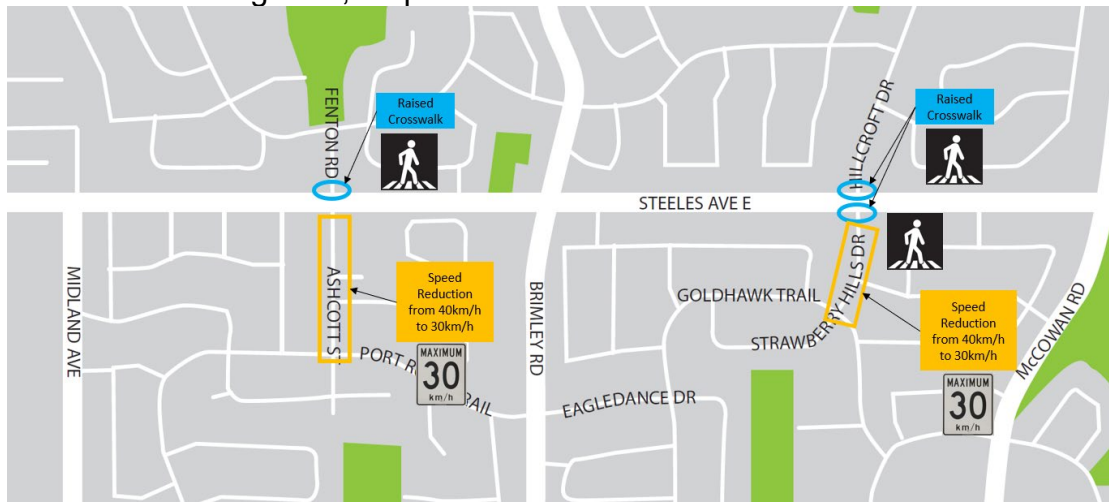 FENTON RD
Raised
Crosswalk
HILLCROFT DR
Raised
Crosswalk
STEELES AVE E
MIDLAND AVE
ASHCOTT ST
Speed
Reduction
from 40km/h
to 30km/h
BRIMLEY RD
GOLDHAWK TRAIL
STRAWBERRY HILLS DR
Speed
Reduction
from 40km/h
to 30km/h
McCOWAN RD
PORT R
RAIL
MAXIMUM
30
km/h
EAGLEDANCE DR
MAXIMUM
30
km/h